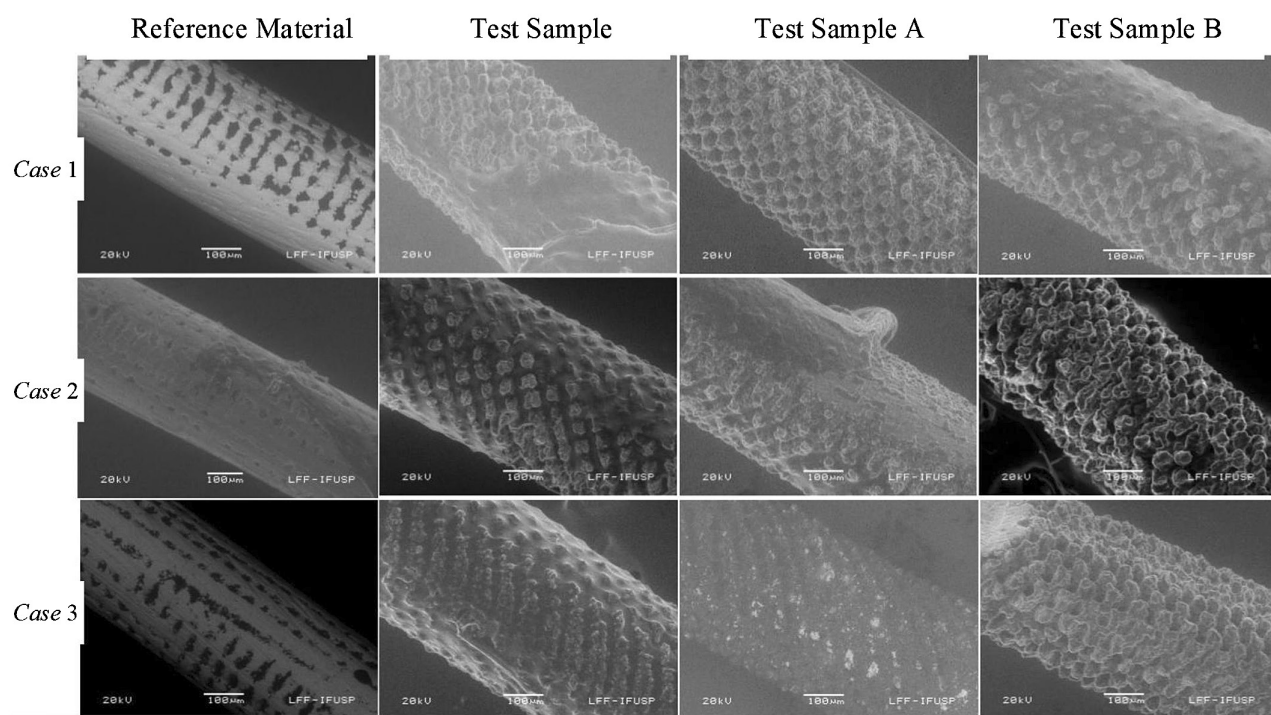 Reference Material Test Sample Test Sample A Test Sample B
Case 1
20kV 100µm LFF-IFUSP 20kV 100µm LFF-IFUSP 20kV 100µm LFF-IFUSP 20kV 100µm LFF-IFUSP
Case 2
20kV 100µm LFF-IFUSP 20kV 100µm LFF-IFUSP 20kV 100µm LFF-IFUSP 20kV 100µm LFF-IFUSP
Case 3
20kV 100µm LFF-IFUSP 20kV 100µm LFF-IFUSP 20kV 100µm LFF-IFUSP 20kV 100µm LFF-IFUSP